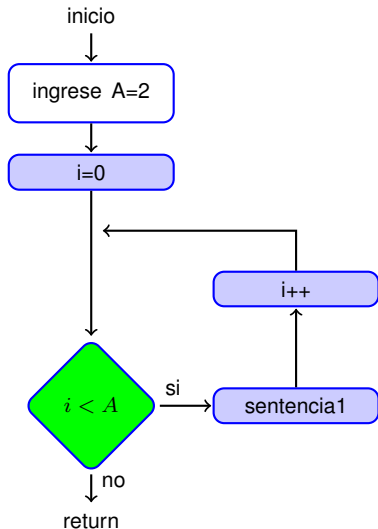 inicio
ingrese A=2
i=0
i++
i < A
si
sentencia1
no
return